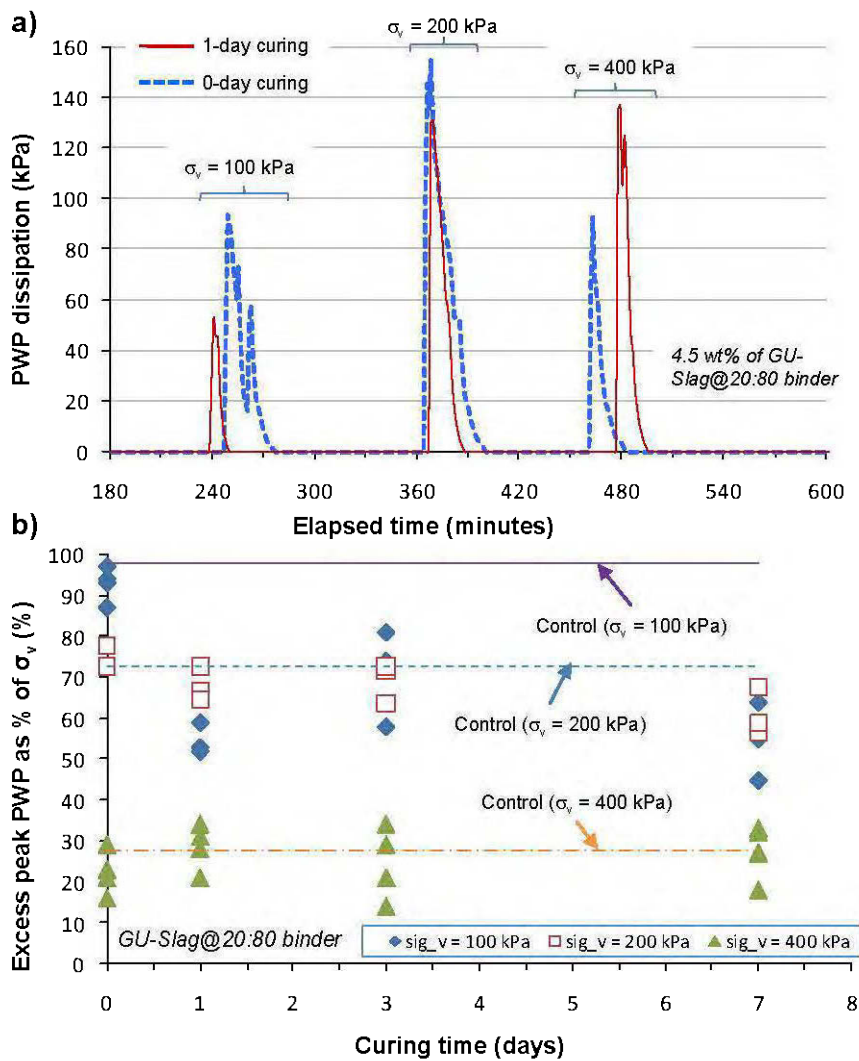 a)
σv = 200 kPa
160
140
120
100
80
60
40
20
0
PWP dissipation (kPa)
1-day curing
0-day curing
σv = 400 kPa
σv = 100 kPa
4.5 wt% of GU-
Slag@20:80 binder
180 240 300 360 420 480 540 600
Elapsed time (minutes)
b)
100
90
80
70
60
50
40
30
20
10
0
Excess peak PWP as % of σv (%)
Control (σv = 100 kPa)
Control (σv = 200 kPa)
Control (σv = 400 kPa)
GU-Slag@20:80 binder
sig_v = 100 kPa sig_v = 200 kPa sig_v = 400 kPa
0 1 2 3 4 5 6 7 8
Curing time (days)